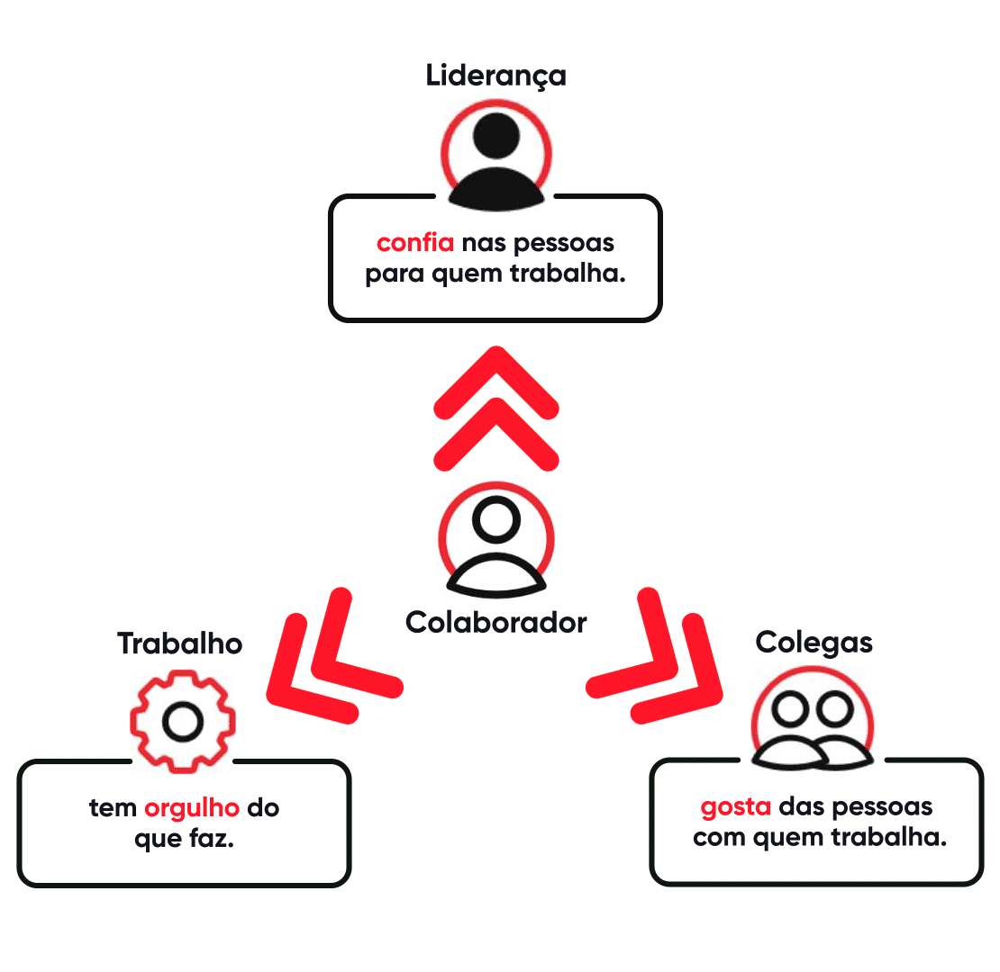 Liderança
confia nas pessoas
para quem trabalha.
Colaborador
Trabalho
tem orgulho do
que faz.
Colegas
gosta das pessoas
com quem trabalha.